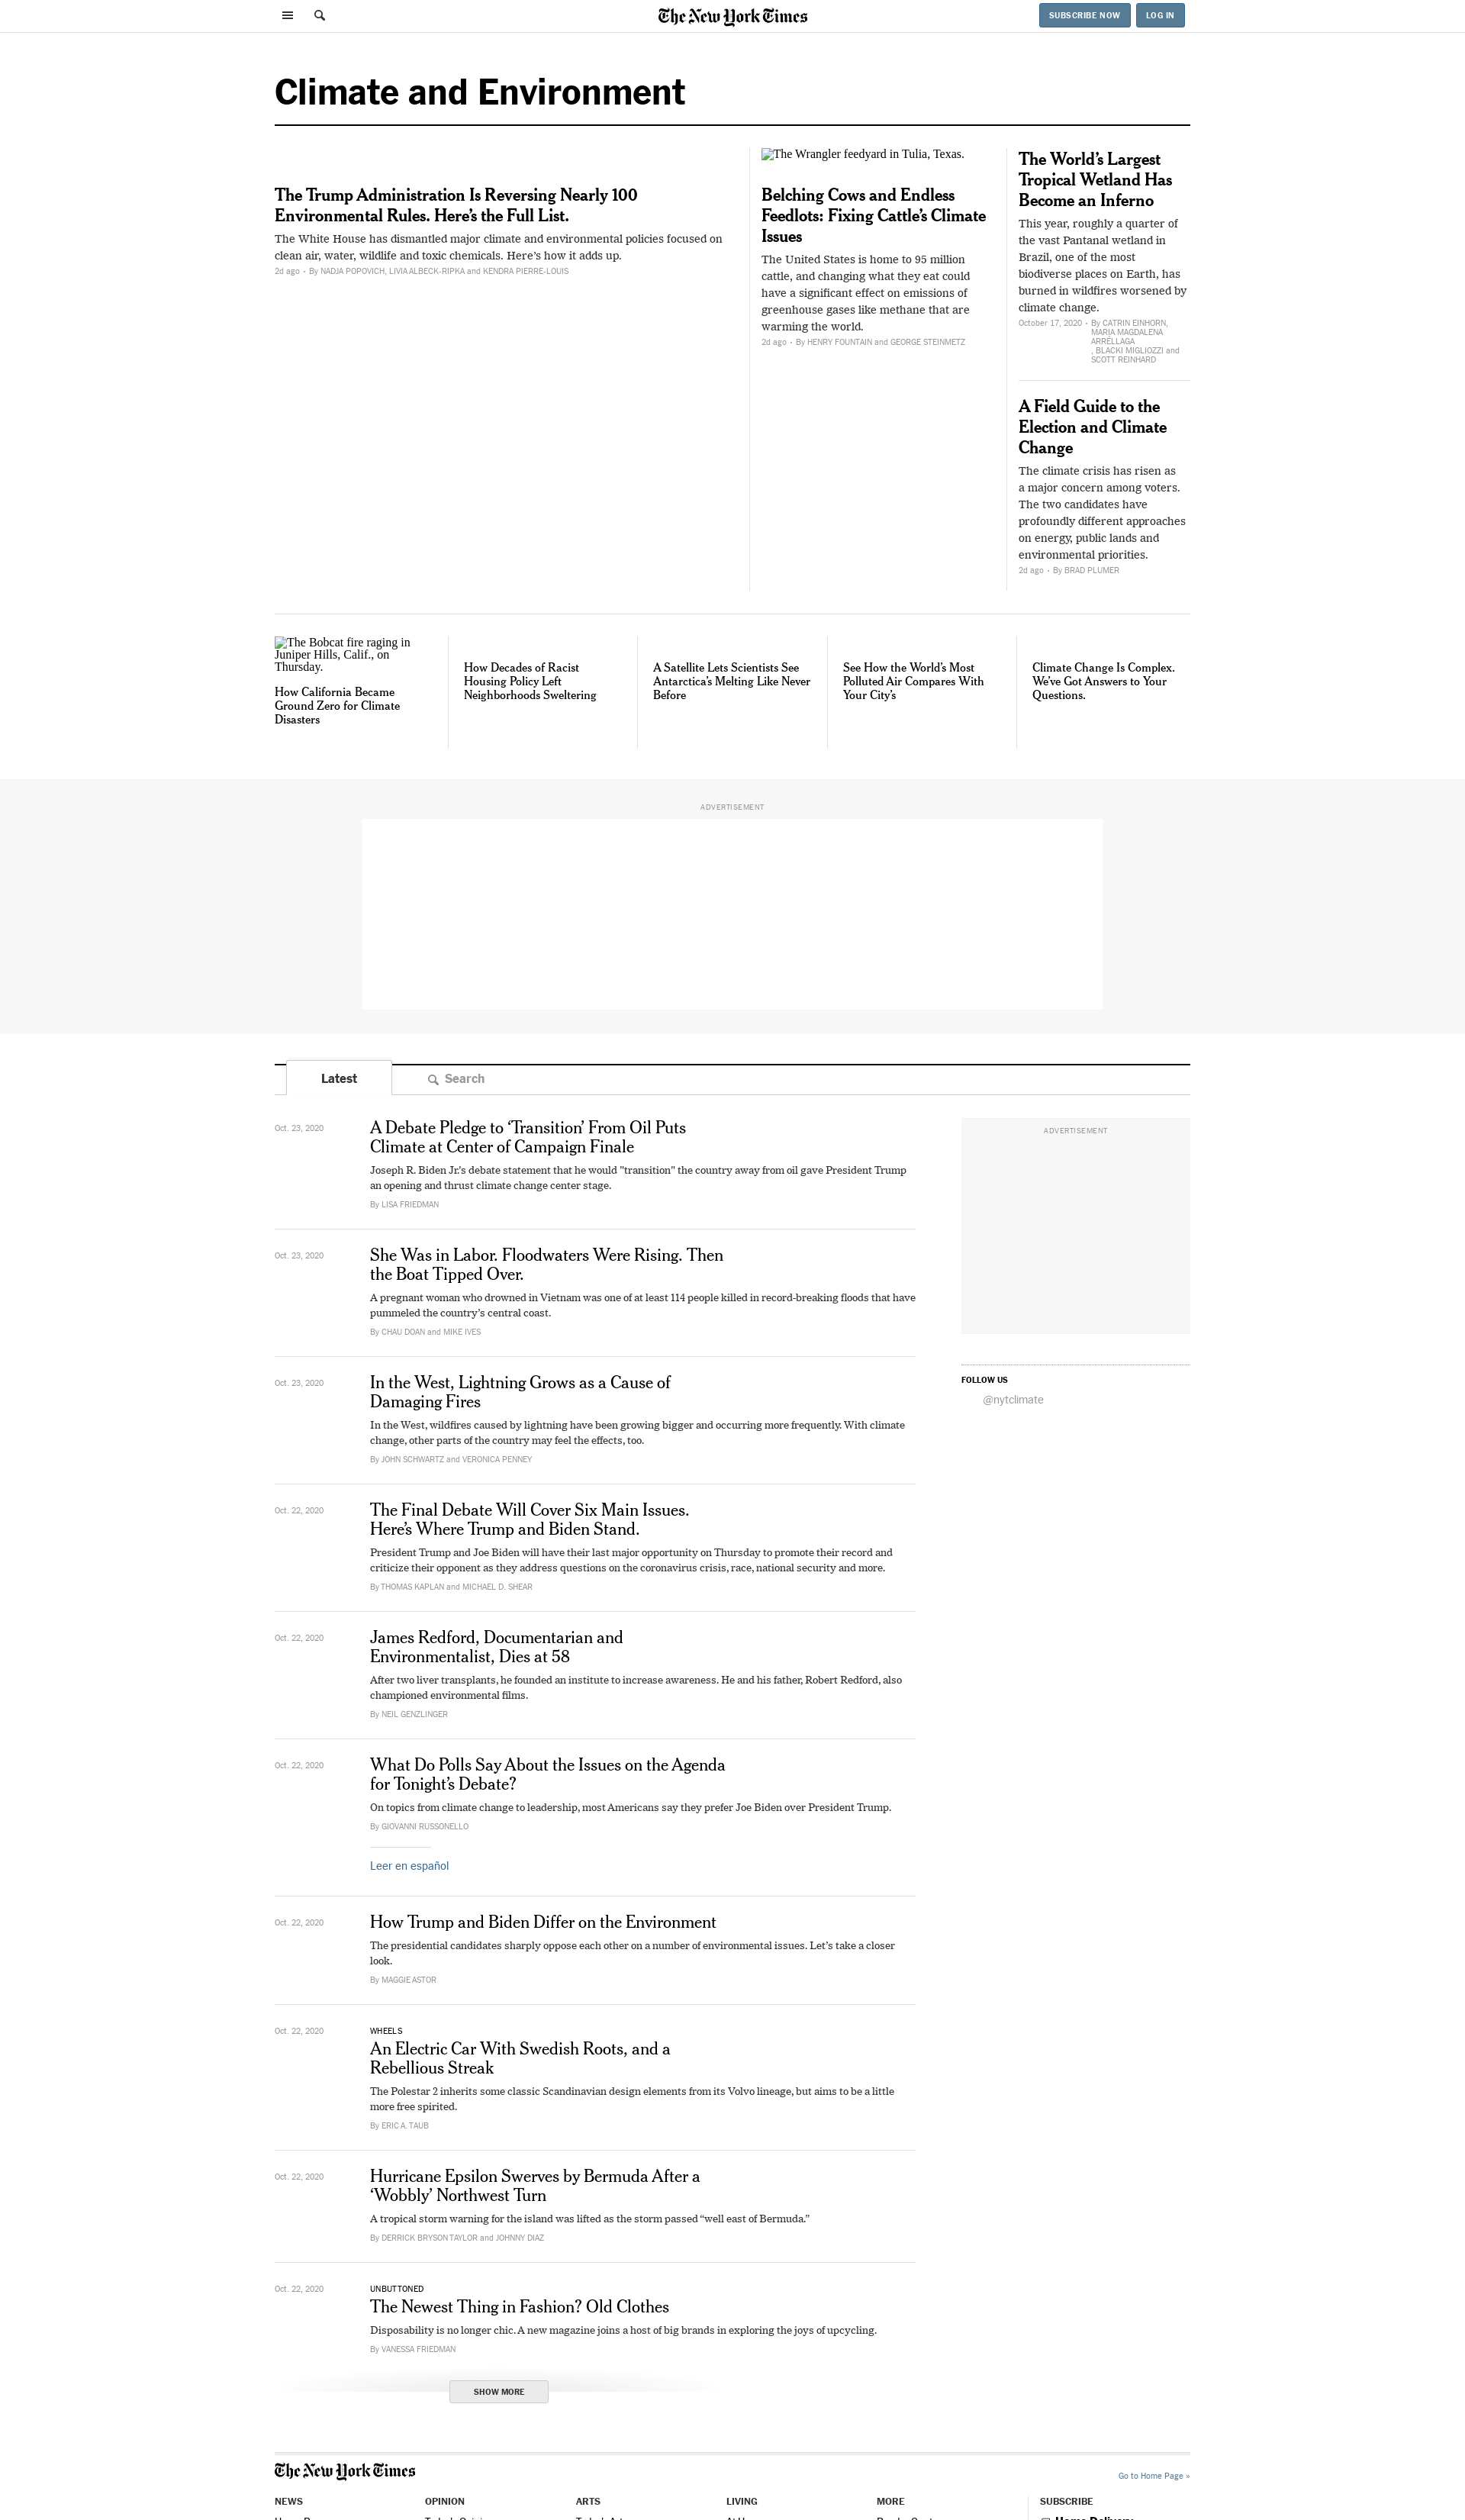 The New York Times
SUBSCRIBE NOW
LOG IN
Climate and Environment
The Trump Administration Is Reversing Nearly 100
Environmental Rules. Here’s the Full List.
The White House has dismantled major climate and environmental policies focused on
clean air, water, wildlife and toxic chemicals. Here’s how it adds up.
2d ago • By NADJA POPOVICH, LIVIA ALBECK-RIPKA and KENDRA PIERRE-LOUIS
The Wrangler feedyard in Tulia, Texas.
Belching Cows and Endless
Feedlots: Fixing Cattle’s Climate
Issues
The United States is home to 95 million
cattle, and changing what they eat could
have a significant effect on emissions of
greenhouse gases like methane that are
warming the world.
2d ago • By HENRY FOUNTAIN and GEORGE STEINMETZ
The World’s Largest
Tropical Wetland Has
Become an Inferno
This year, roughly a quarter of
the vast Pantanal wetland in
Brazil, one of the most
biodiverse places on Earth, has
burned in wildfires worsened by
climate change.
October 17, 2020 • By CATRIN EINHORN,
MARIA MAGDALENA
ARRÉLLAGA
, BLACKI MIGLIOZZI and
SCOTT REINHARD
A Field Guide to the
Election and Climate
Change
The climate crisis has risen as
a major concern among voters.
The two candidates have
profoundly different approaches
on energy, public lands and
environmental priorities.
2d ago • By BRAD PLUMER
The Bobcat fire raging in
Juniper Hills, Calif., on
Thursday.
How California Became
Ground Zero for Climate
Disasters
How Decades of Racist
Housing Policy Left
Neighborhoods Sweltering
A Satellite Lets Scientists See
Antarctica’s Melting Like Never
Before
See How the World’s Most
Polluted Air Compares With
Your City’s
Climate Change Is Complex.
We’ve Got Answers to Your
Questions.
ADVERTISEMENT
Latest
Search
Oct. 23, 2020
A Debate Pledge to ‘Transition’ From Oil Puts
Climate at Center of Campaign Finale
Joseph R. Biden Jr.'s debate statement that he would "transition" the country away from oil gave President Trump
an opening and thrust climate change center stage.
By LISA FRIEDMAN
ADVERTISEMENT
Oct. 23, 2020
She Was in Labor. Floodwaters Were Rising. Then
the Boat Tipped Over.
A pregnant woman who drowned in Vietnam was one of at least 114 people killed in record-breaking floods that have
pummeled the country’s central coast.
By CHAU DOAN and MIKE IVES
FOLLOW US
@nytclimate
Oct. 23, 2020
In the West, Lightning Grows as a Cause of
Damaging Fires
In the West, wildfires caused by lightning have been growing bigger and occurring more frequently. With climate
change, other parts of the country may feel the effects, too.
By JOHN SCHWARTZ and VERONICA PENNEY
Oct. 22, 2020
The Final Debate Will Cover Six Main Issues.
Here’s Where Trump and Biden Stand.
President Trump and Joe Biden will have their last major opportunity on Thursday to promote their record and
criticize their opponent as they address questions on the coronavirus crisis, race, national security and more.
By THOMAS KAPLAN and MICHAEL D. SHEAR
Oct. 22, 2020
James Redford, Documentarian and
Environmentalist, Dies at 58
After two liver transplants, he founded an institute to increase awareness. He and his father, Robert Redford, also
championed environmental films.
By NEIL GENZLINGER
Oct. 22, 2020
What Do Polls Say About the Issues on the Agenda
for Tonight’s Debate?
On topics from climate change to leadership, most Americans say they prefer Joe Biden over President Trump.
By GIOVANNI RUSSONELLO
Leer en español
Oct. 22, 2020
How Trump and Biden Differ on the Environment
The presidential candidates sharply oppose each other on a number of environmental issues. Let’s take a closer
look.
By MAGGIE ASTOR
Oct. 22, 2020
WHEELS
An Electric Car With Swedish Roots, and a
Rebellious Streak
The Polestar 2 inherits some classic Scandinavian design elements from its Volvo lineage, but aims to be a little
more free spirited.
By ERIC A. TAUB
Oct. 22, 2020
Hurricane Epsilon Swerves by Bermuda After a
‘Wobbly’ Northwest Turn
A tropical storm warning for the island was lifted as the storm passed “well east of Bermuda.”
By DERRICK BRYSON TAYLOR and JOHNNY DIAZ
Oct. 22, 2020
UNBUTTONED
The Newest Thing in Fashion? Old Clothes
Disposability is no longer chic. A new magazine joins a host of big brands in exploring the joys of upcycling.
By VANESSA FRIEDMAN
SHOW MORE
The New York Times
Go to Home Page »
NEWS
OPINION
ARTS
LIVING
MORE
SUBSCRIBE